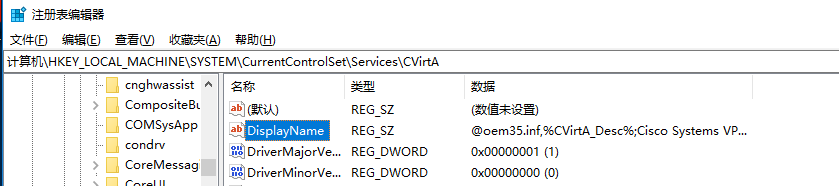 注册表编辑器
文件(F) 编辑(E) 查看(V) 收藏夹(A) 帮助(H)
计算机\HKEY_LOCAL_MACHINE\SYSTEM\CurrentControlSet\Services\CVirtA
cnghwassist
CompositeBu
COMSysApp
condrv
CoreMessag
CoreUI
名称 类型 数据
(默认) REG_SZ (数值未设置)
DisplayName REG_SZ @oem35.inf,%CVirtA_Desc%;Cisco Systems VP...
DriverMajorVe... REG_DWORD 0x00000001 (1)
DriverMinorVe... REG_DWORD 0x00000000 (0)